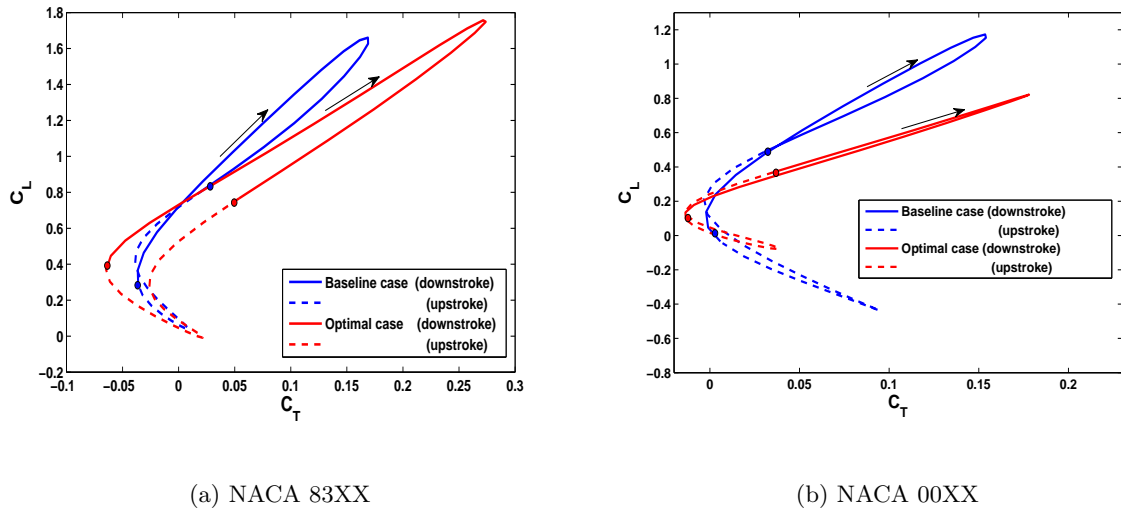 1.8
1.6
1.4
1.2
1
0.8
0.6
0.4
0.2
0
−0.2
C_L
−0.1
−0.05
0
0.05
0.1
0.15
0.2
0.25
0.3
C_T
Baseline case (downstroke)
(upstroke)
Optimal case (downstroke)
(upstroke)
(a) NACA 83XX
1.2
1
0.8
0.6
0.4
0.2
0
−0.2
−0.4
−0.6
−0.8
C_L
0
0.05
0.1
0.15
0.2
C_T
Baseline case (downstroke)
(upstroke)
Optimal case (downstroke)
(upstroke)
(b) NACA 00XX